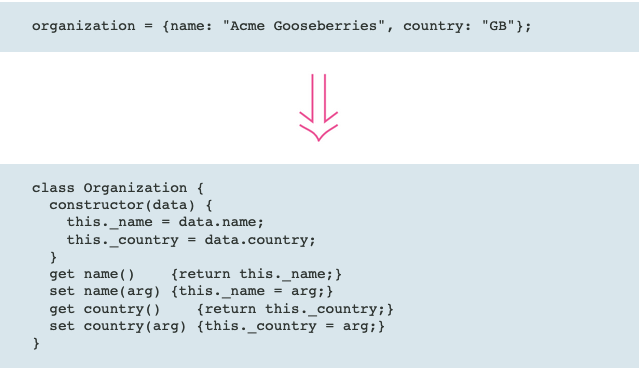 organization = {name: "Acme Gooseberries", country: "GB"};
class Organization {
  constructor(data) {
    this._name = data.name;
    this._country = data.country;
  }
  get name()    {return this._name;}
  set name(arg) {this._name = arg;}
  get country()    {return this._country;}
  set country(arg) {this._country = arg;}
}